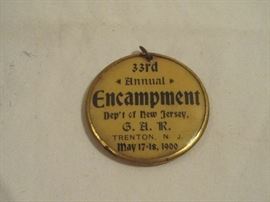 33rd
Annual
Encampment
Dep't of New Jersey,
G. A. R.
TRENTON, N. J.
May 17-18, 1900